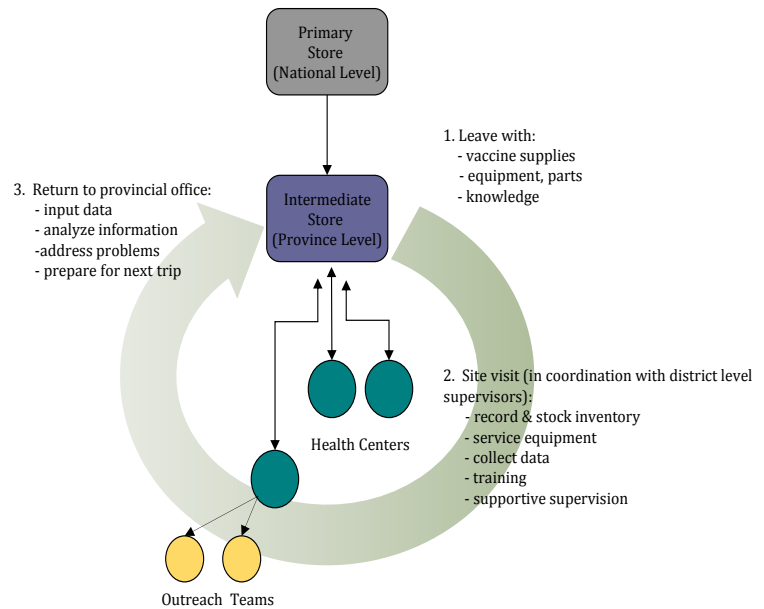 Primary
Store
(National Level)
1. Leave with:
- vaccine supplies
- equipment, parts
- knowledge
3. Return to provincial office:
- input data
- analyze information
-address problems
- prepare for next trip
Intermediate
Store
(Province Level)
2. Site visit (in coordination with district level
supervisors):
- record & stock inventory
- service equipment
- collect data
- training
- supportive supervision
Health Centers
Outreach Teams